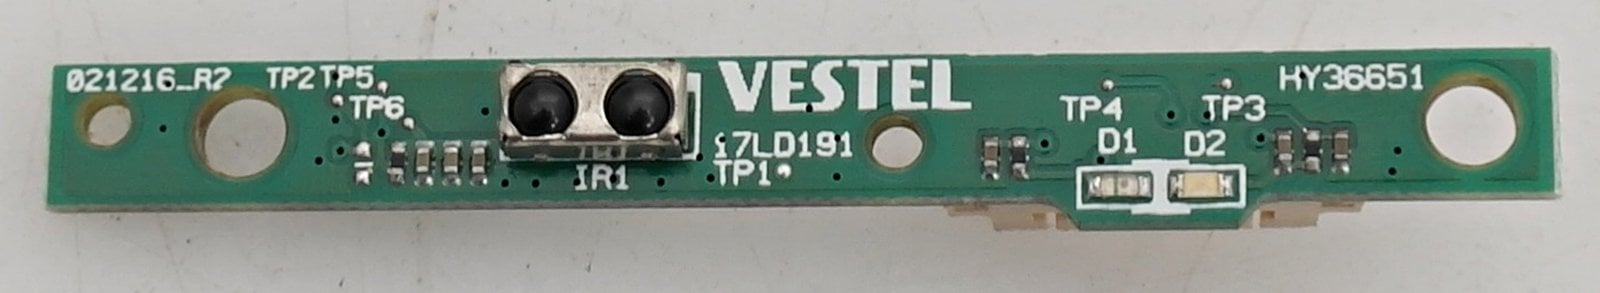 021216_R2
TP2 TP5
TP6
IR1
VESTEL
17LD191
TP1
HY36651
TP4
TP3
D1
D2